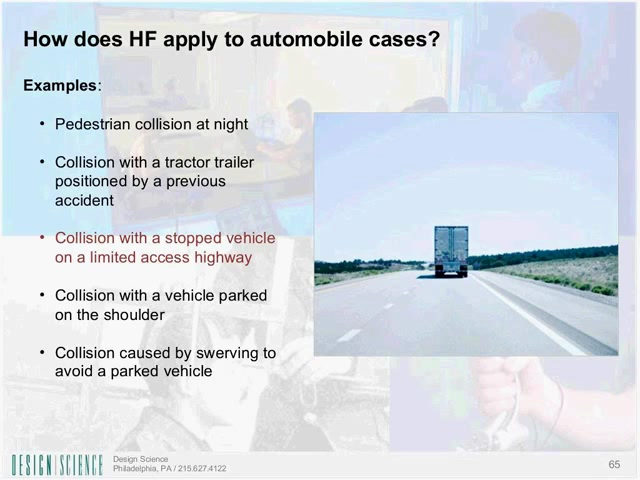 How does HF apply to automobile cases?
Examples:
• Pedestrian collision at night
• Collision with a tractor trailer
positioned by a previous
accident
• Collision with a stopped vehicle
on a limited access highway
• Collision with a vehicle parked
on the shoulder
• Collision caused by swerving to
avoid a parked vehicle
DESIGN SCIENCE
Design Science
Philadelphia, PA / 215.627.4122
65